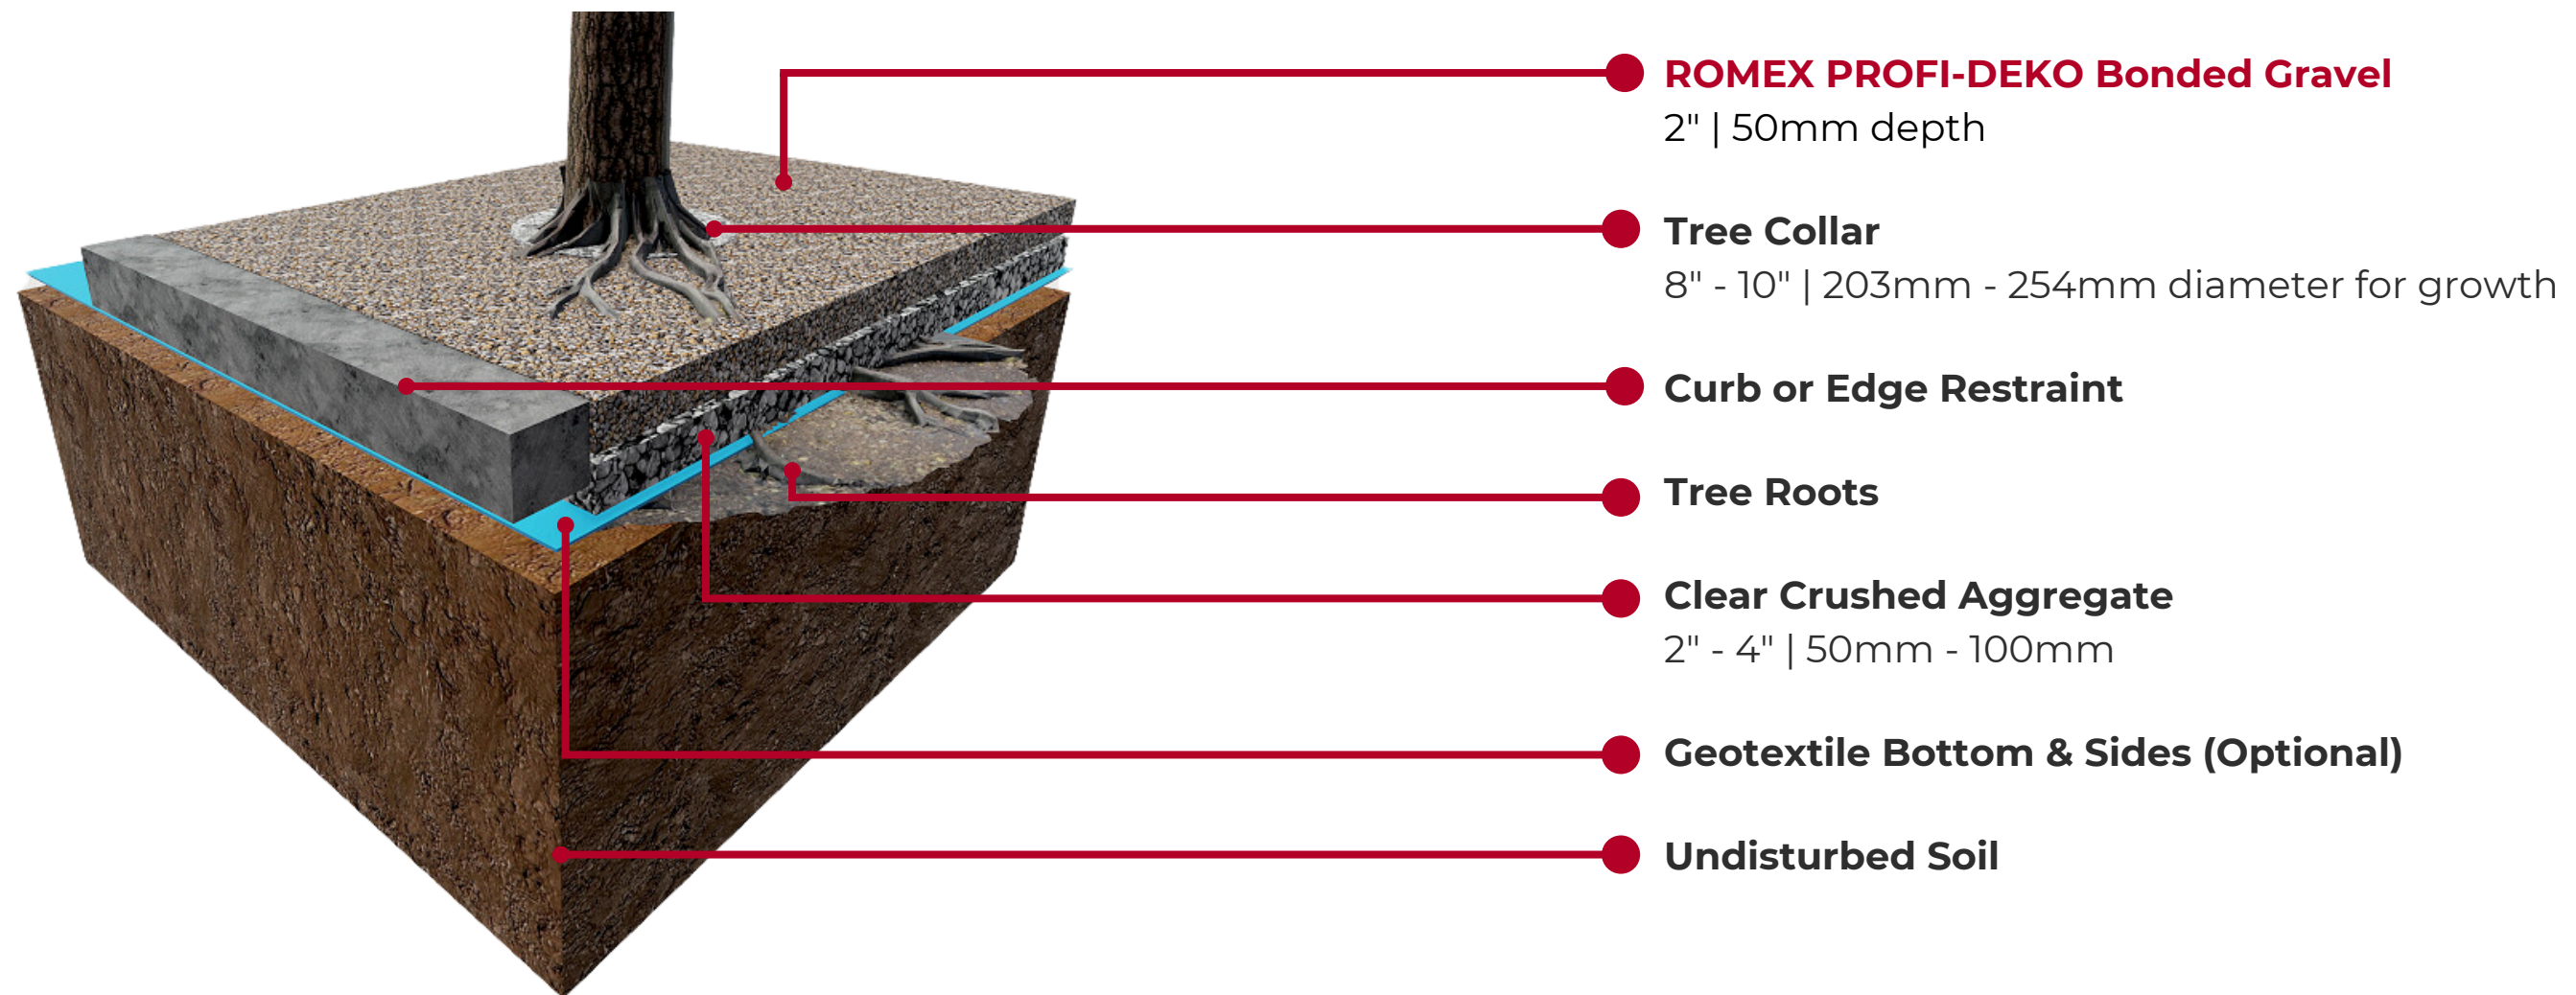 ROMEX PROFI-DEKO Bonded Gravel
2" | 50mm depth
Tree Collar
8" - 10" | 203mm - 254mm diameter for growth
Curb or Edge Restraint
Tree Roots
Clear Crushed Aggregate
2" - 4" | 50mm - 100mm
Geotextile Bottom & Sides (Optional)
Undisturbed Soil